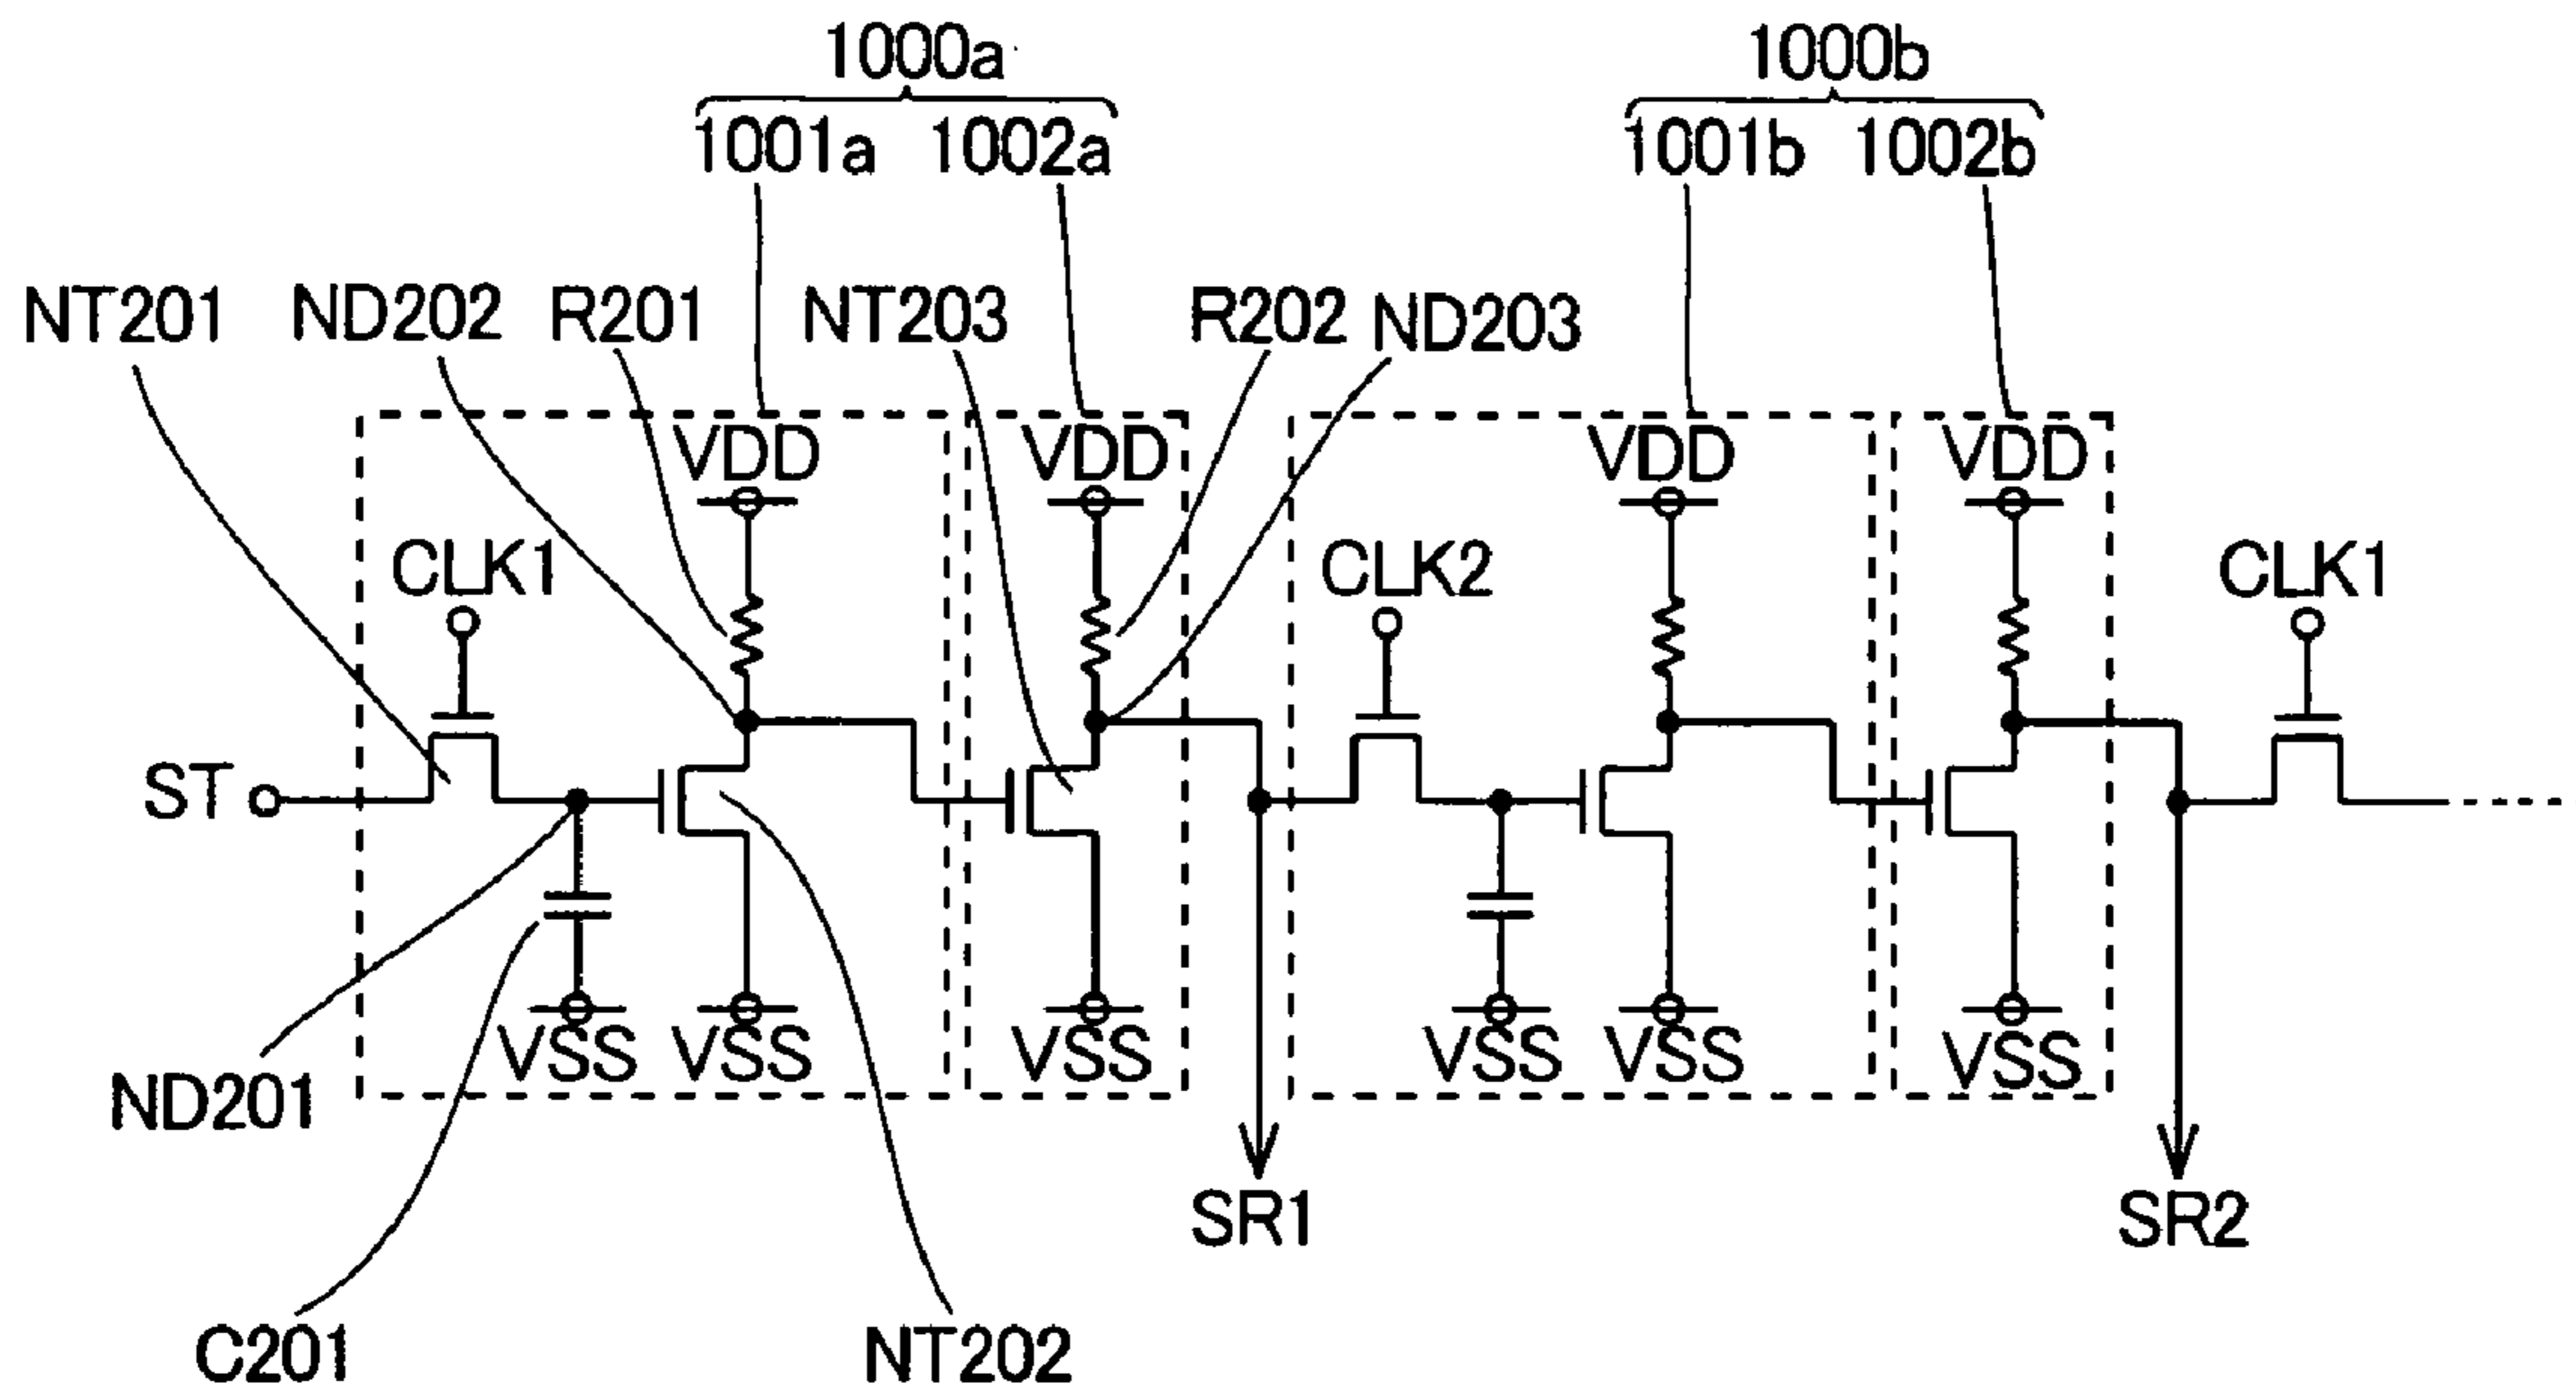 1000a 1000b
1001a 1002a 1001b 1002b
NT201 ND202 R201 NT203 R202 ND203
VDD VDD VDD VDD
CLK1 CLK2 CLK1
ST
VSS VSS VSS VSS VSS VSS
ND201
SR1 SR2
C201 NT202